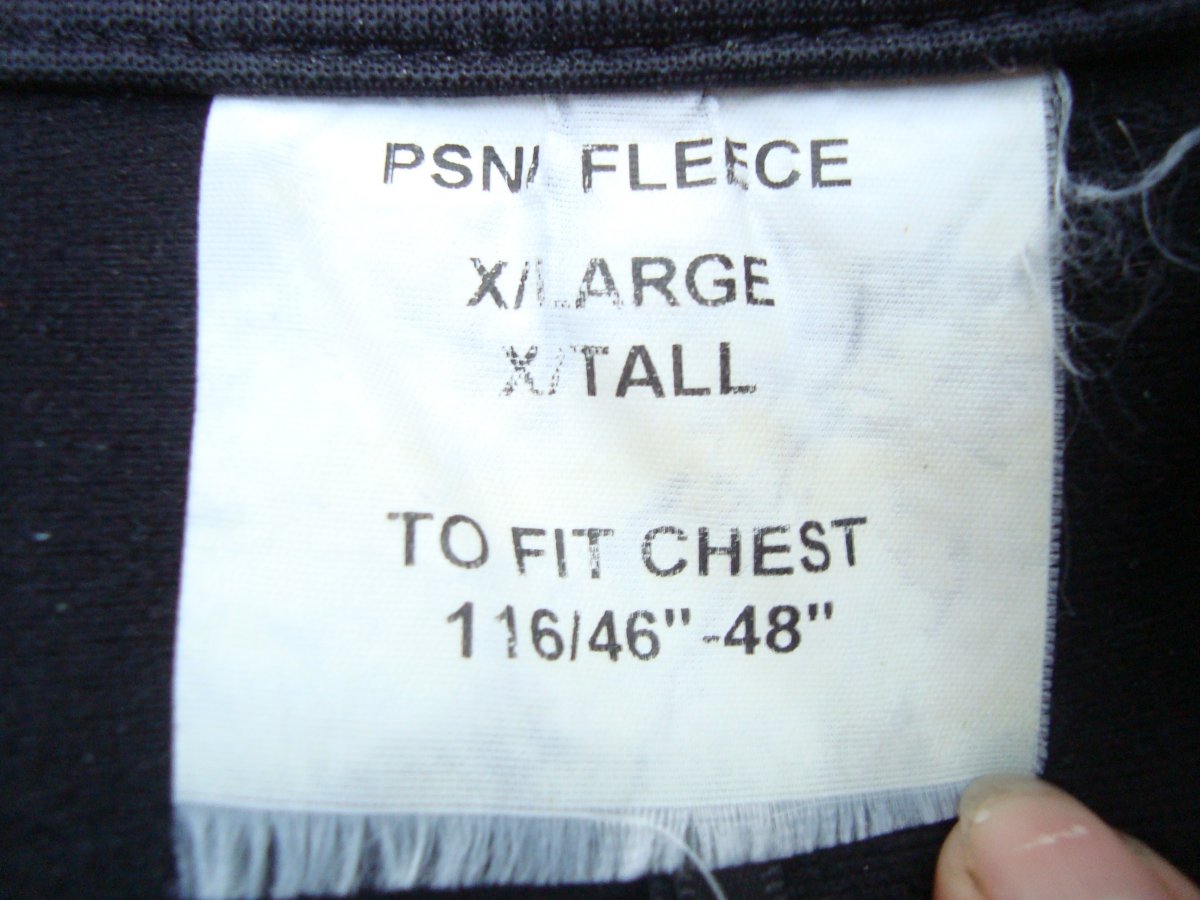 PSNI FLEECE
X/LARGE
X/TALL
TO FIT CHEST
116/46"-48"